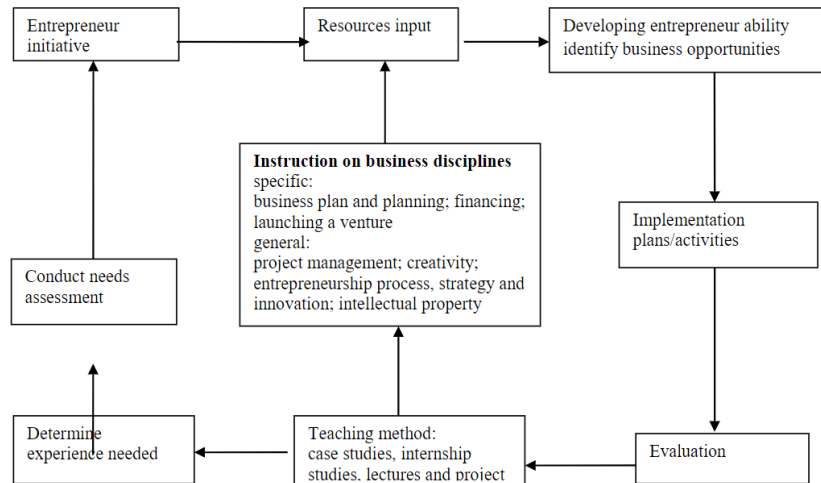 Entrepreneur
initiative
Resources input
Developing entrepreneur ability
identify business opportunities
Instruction on business disciplines
specific:
business plan and planning; financing;
launching a venture
general:
project management; creativity;
entrepreneurship process, strategy and
innovation; intellectual property
Implementation
plans/activities
Conduct needs
assessment
Determine
experience needed
Teaching method:
case studies, internship
studies, lectures and project
Evaluation